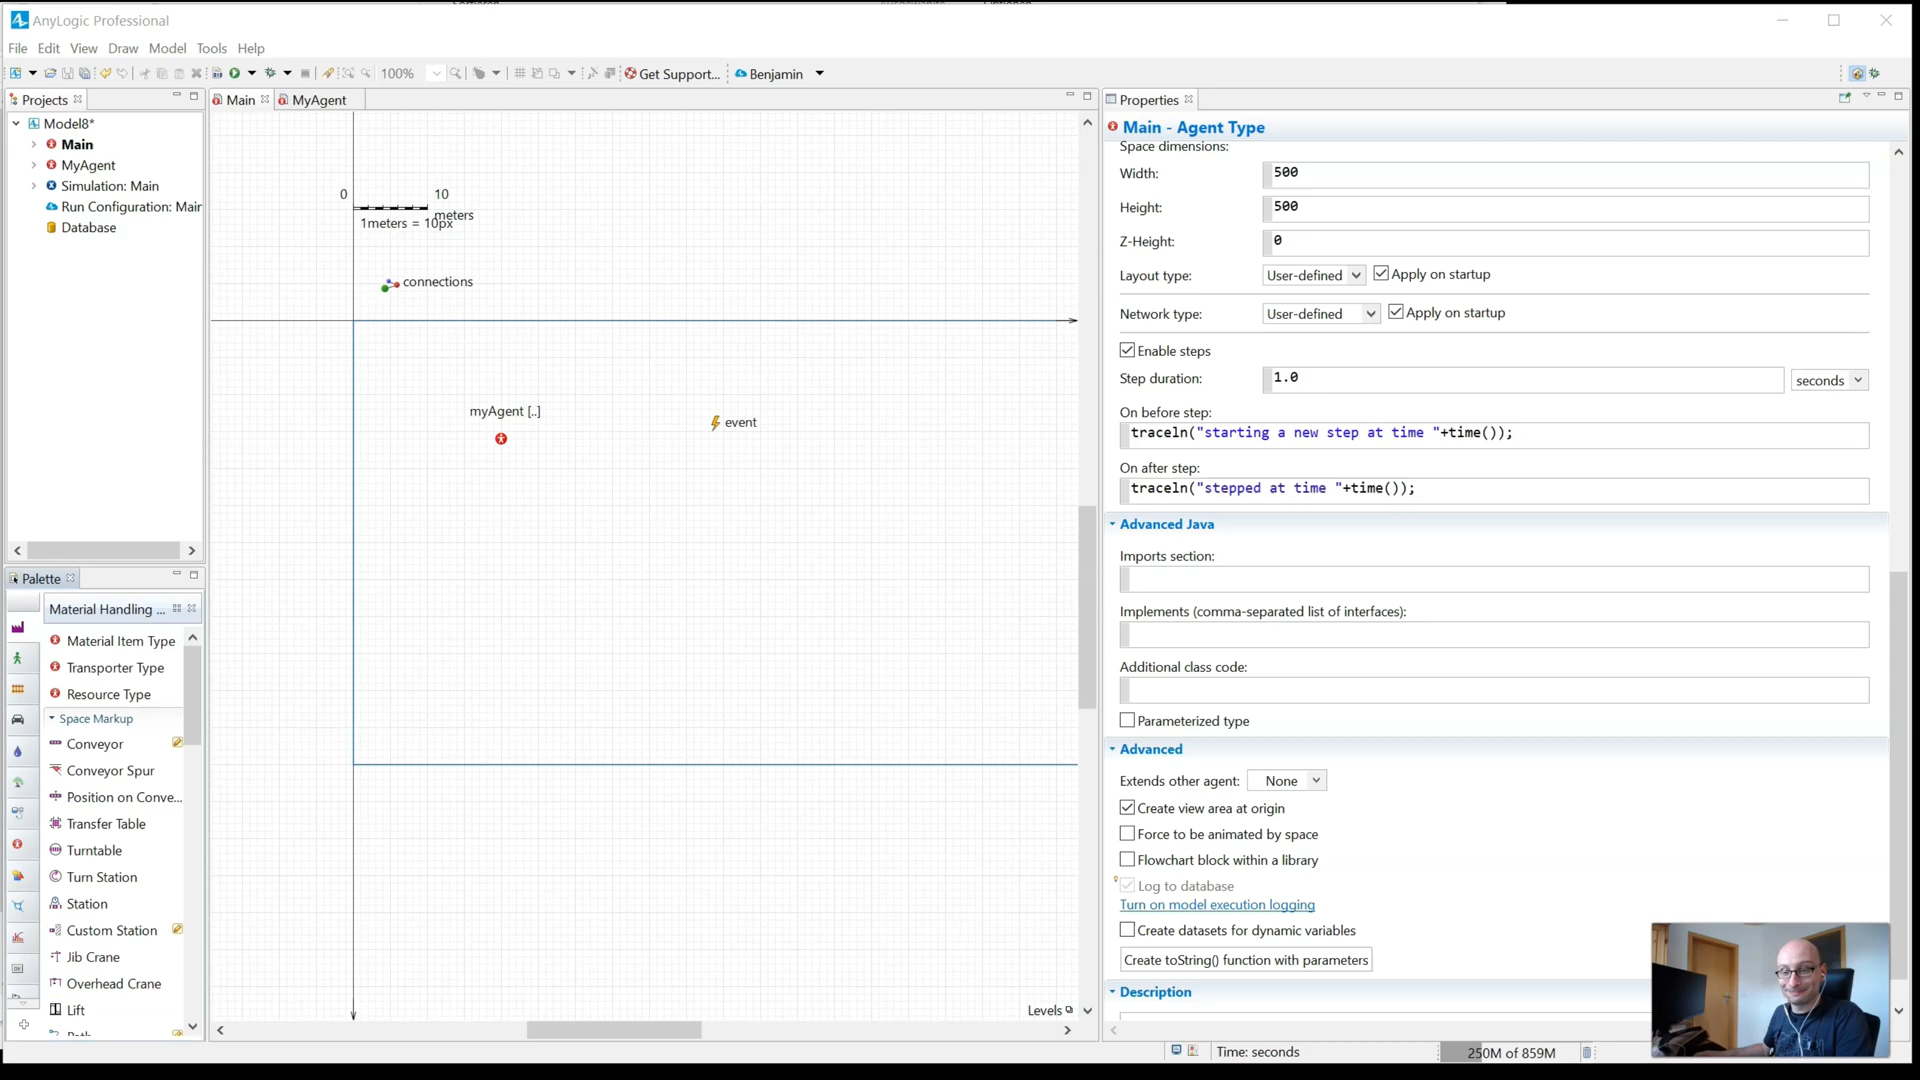 AnyLogic Professional
File Edit View Draw Model Tools Help
100% Get Support... Benjamin
Projects
Model8*
Main
MyAgent
Simulation: Main
Run Configuration: Mair
Database
Palette
Material Handling ...
Material Item Type
Transporter Type
Resource Type
Space Markup
Conveyor
Conveyor Spur
Position on Conve...
Transfer Table
Turntable
Turn Station
Station
Custom Station
Jib Crane
Overhead Crane
Lift
Path
Main MyAgent
0 10
meters
1meters = 10px
connections
myAgent [..]
event
Levels
Properties
Main - Agent Type
Space dimensions:
Width: 500
Height: 500
Z-Height: 0
Layout type: User-defined Apply on startup
Network type: User-defined Apply on startup
Enable steps
Step duration: 1.0 seconds
On before step:
traceln("starting a new step at time "+time());
On after step:
traceln("stepped at time "+time());
Advanced Java
Imports section:
Implements (comma-separated list of interfaces):
Additional class code:
Parameterized type
Advanced
Extends other agent: None
Create view area at origin
Force to be animated by space
Flowchart block within a library
Log to database
Turn on model execution logging
Create datasets for dynamic variables
Create toString() function with parameters
Description
Time: seconds 250M of 859M